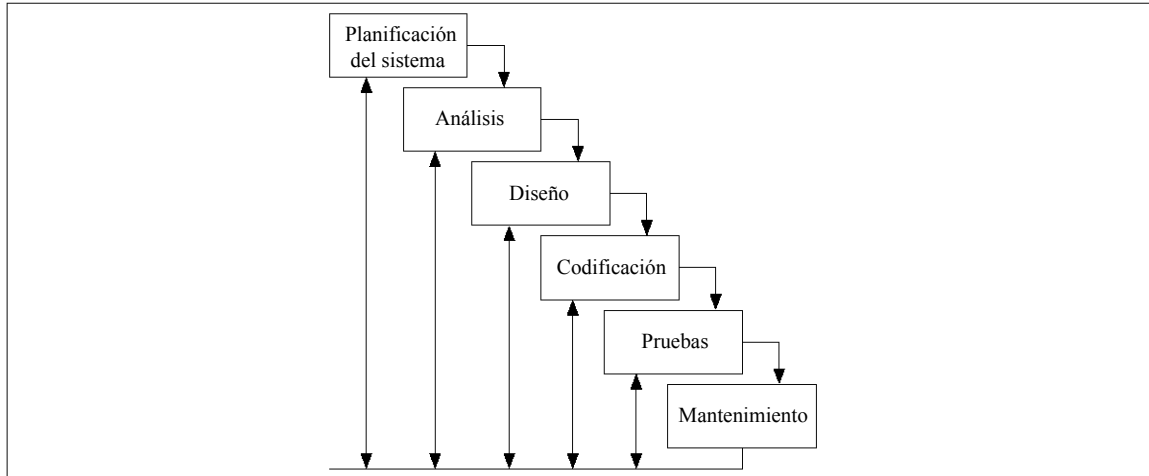 Planificación
del sistema
Análisis
Diseño
Codificación
Pruebas
Mantenimiento